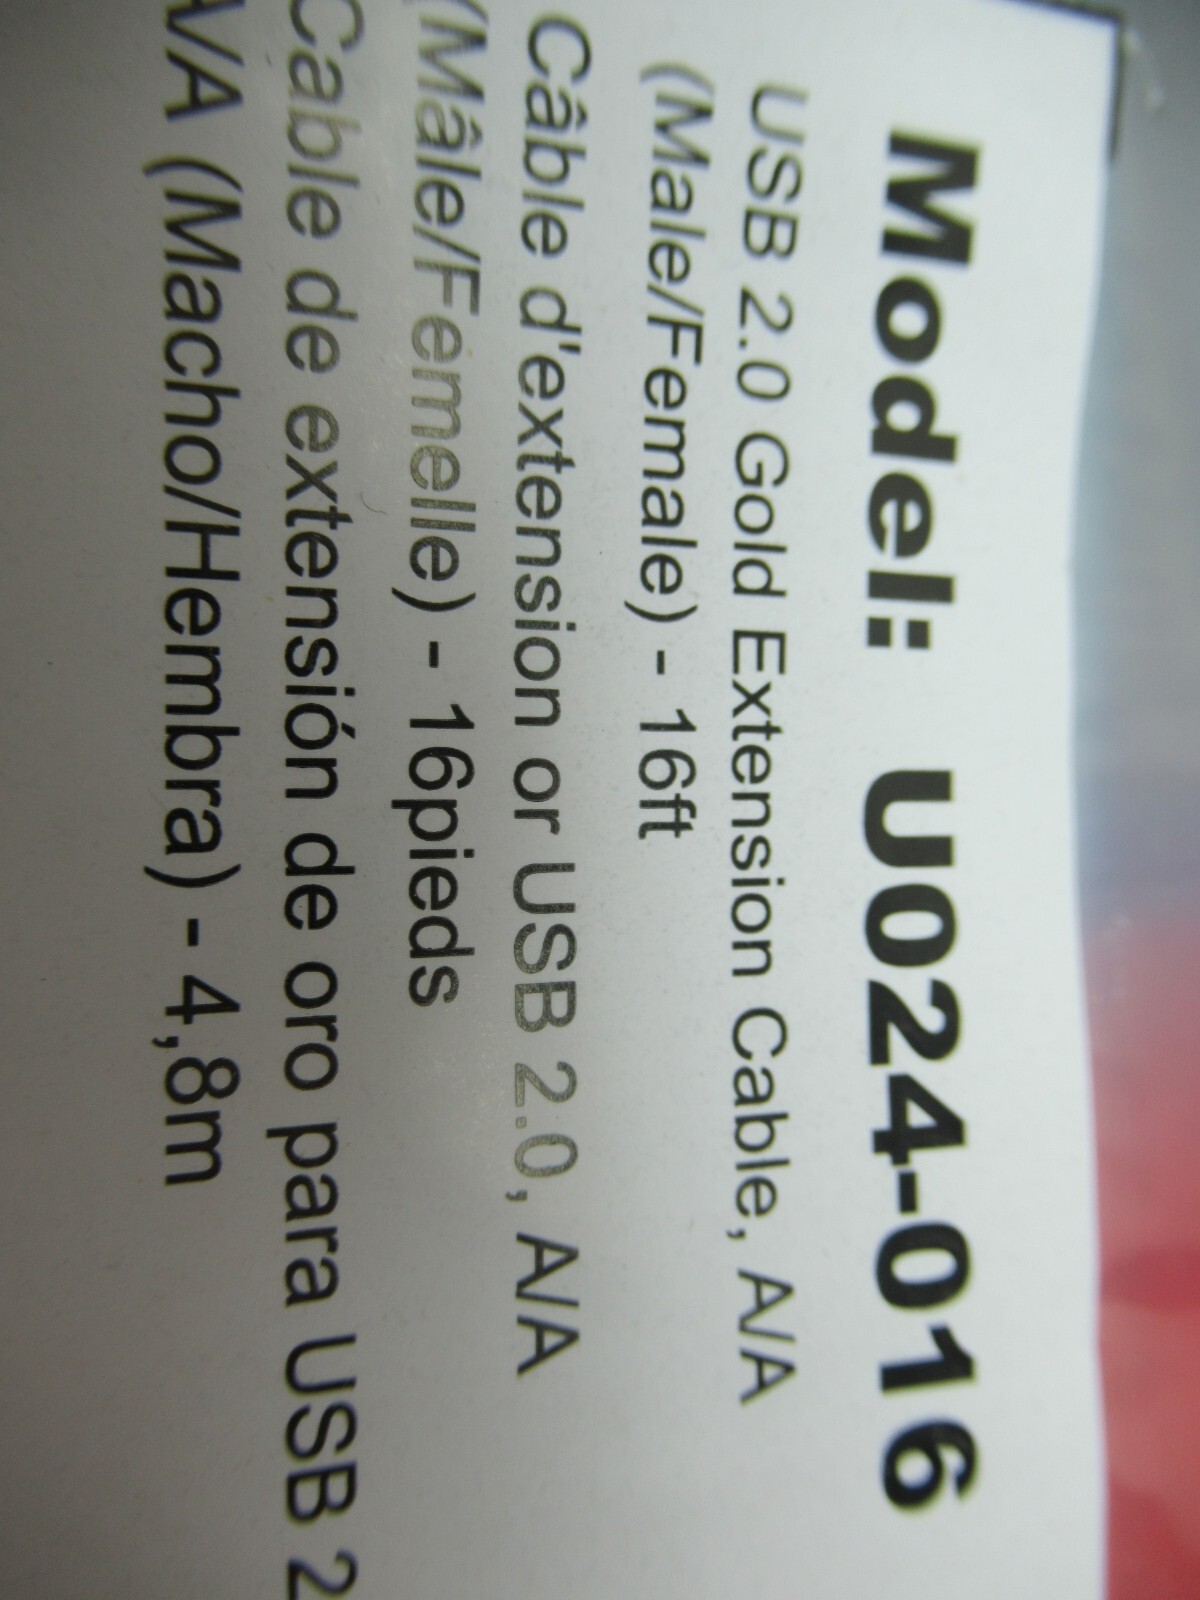 Model: U024-016
USB 2.0 Gold Extension Cable, A/A
(Male/Female) - 16ft
Câble d'extension or USB 2.0, A/A
(Mâle/Femelle) - 16pieds
Cable de extensión de oro para USB 2
A/A (Macho/Hembra) - 4,8m